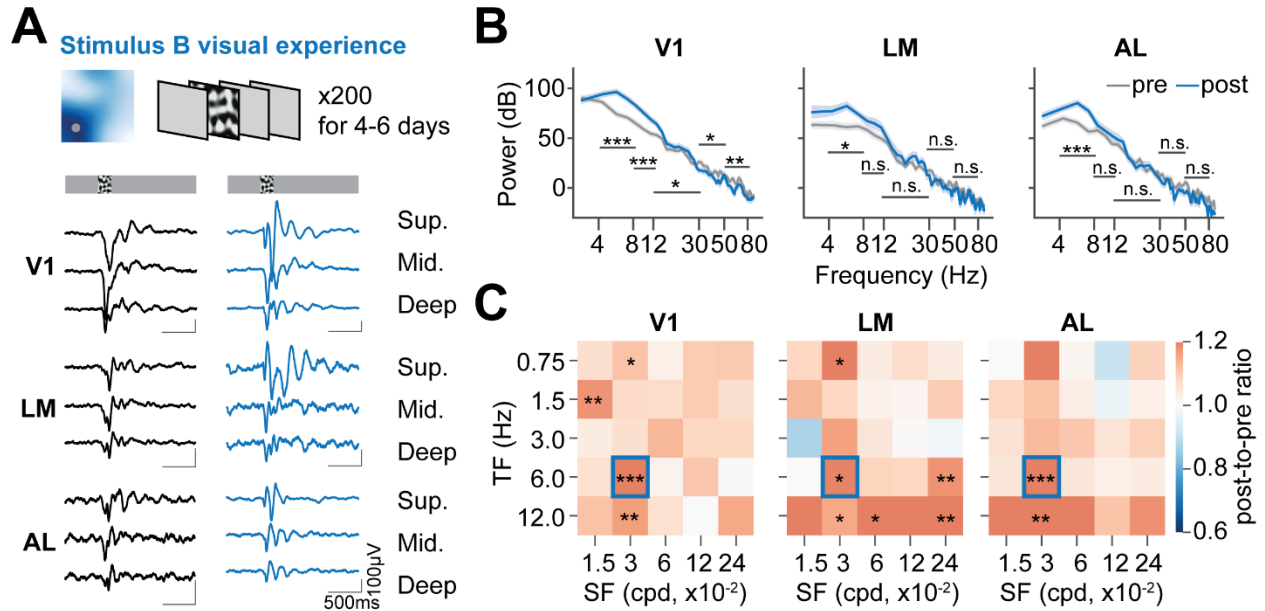 A
Stimulus B visual experience
x200
for 4-6 days
V1
Sup.
Mid.
Deep
LM
Sup.
Mid.
Deep
AL
Sup.
Mid.
Deep
100μV
500ms
B
V1 LM AL
Power (dB)
100
50
0
*** *** * * **
* n.s. n.s. n.s. n.s.
*** n.s. n.s. n.s. n.s.
pre post
4 8 12 30 50 80 4 8 12 30 50 80 4 8 12 30 50 80
Frequency (Hz)
C
V1 LM AL
TF (Hz)
0.75 * *
1.5 **
3.0
6.0 *** * ** ***
12.0 ** * * ** **
1.5 3 6 12 24 1.5 3 6 12 24 1.5 3 6 12 24
SF (cpd, x10-2) SF (cpd, x10-2) SF (cpd, x10-2)
1.2
1.0
0.8
0.6
post-to-pre ratio